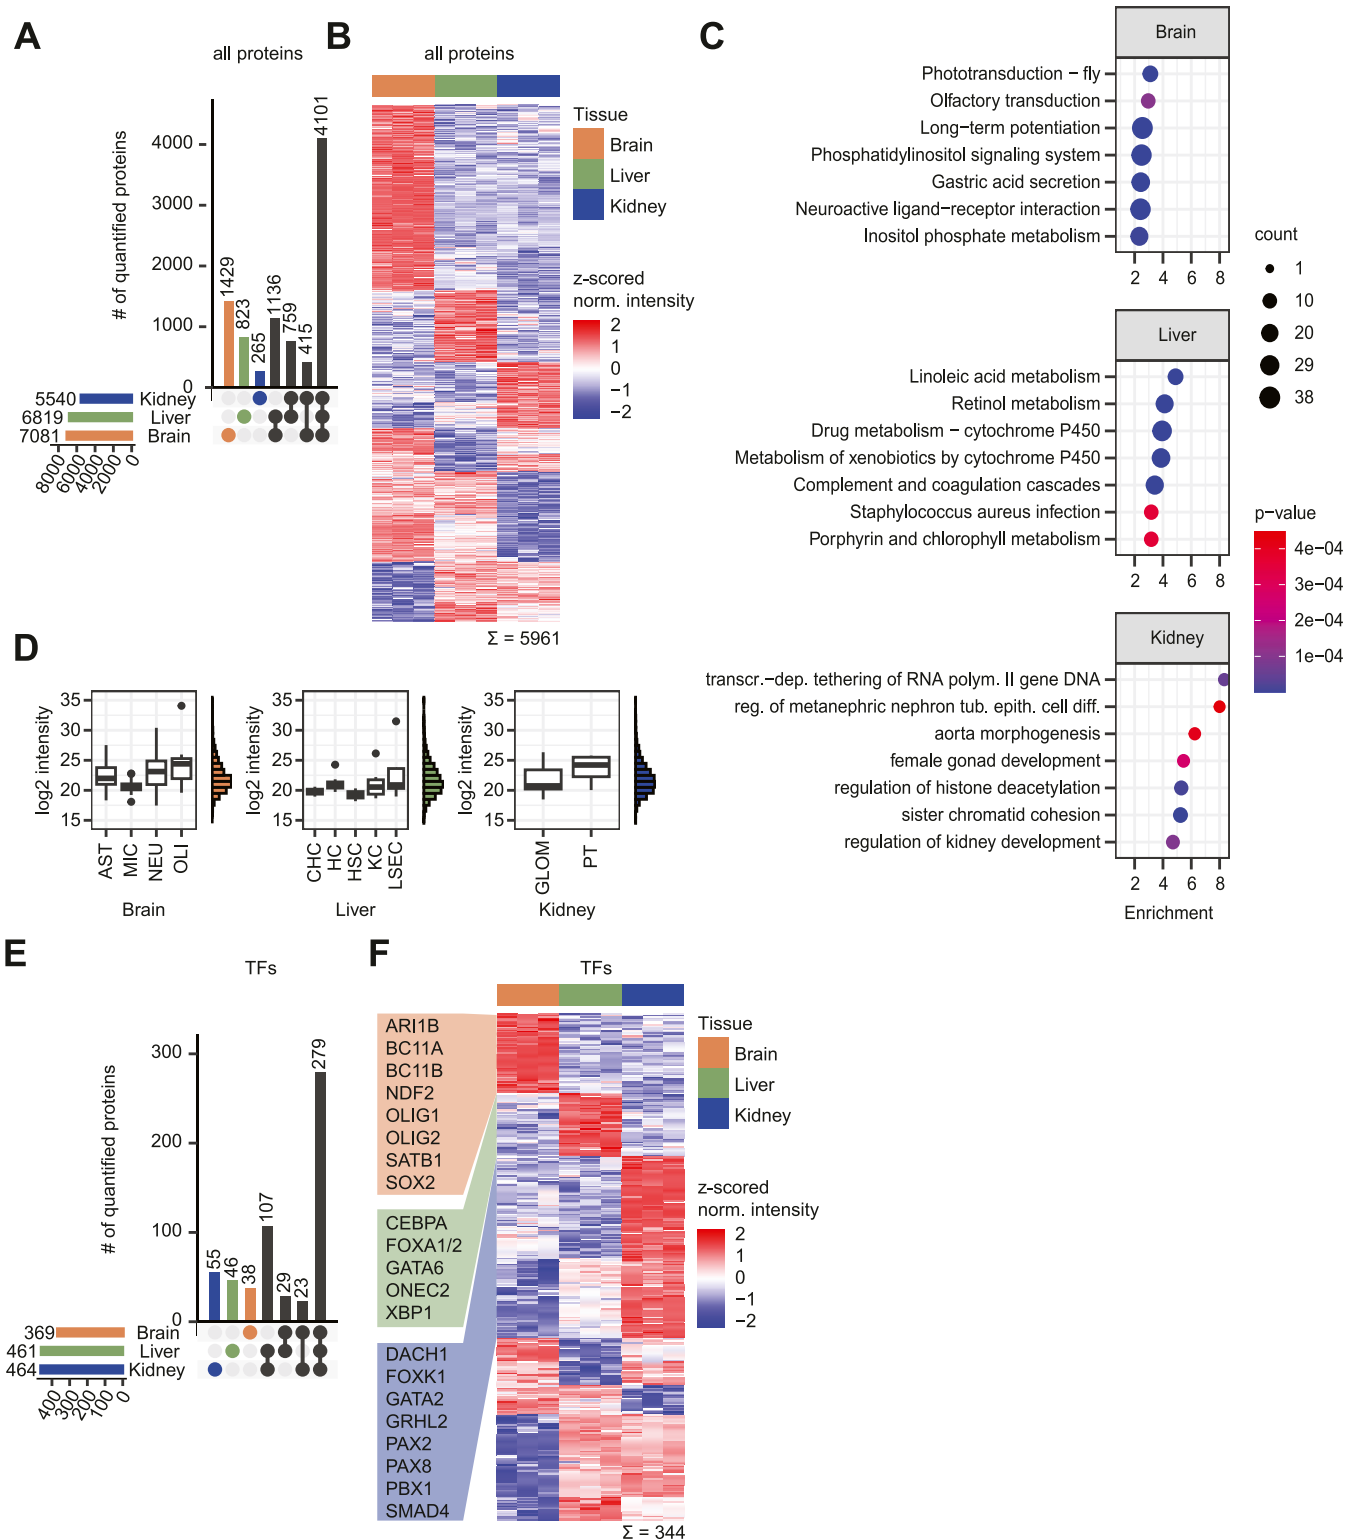 A
all proteins
# of quantified proteins
4000
3000
2000
1000
0
1429
823
265
1136
759
415
4101
5540
Kidney
6819
Liver
7081
Brain
8000
6000
4000
2000
0
B
all proteins
Tissue
Brain
Liver
Kidney
z-scored
norm. intensity
2
1
0
−1
−2
Σ = 5961
C
Brain
Phototransduction − fly
Olfactory transduction
Long−term potentiation
Phosphatidylinositol signaling system
Gastric acid secretion
Neuroactive ligand−receptor interaction
Inositol phosphate metabolism
2 4 6 8
Liver
Linoleic acid metabolism
Retinol metabolism
Drug metabolism − cytochrome P450
Metabolism of xenobiotics by cytochrome P450
Complement and coagulation cascades
Staphylococcus aureus infection
Porphyrin and chlorophyll metabolism
2 4 6 8
Kidney
transcr.-dep. tethering of RNA polym. II gene DNA
reg. of metanephric nephron tub. epith. cell diff.
aorta morphogenesis
female gonad development
regulation of histone deacetylation
sister chromatid cohesion
regulation of kidney development
2 4 6 8
Enrichment
count
1
10
20
29
38
p−value
4e−04
3e−04
2e−04
1e−04
D
log2 intensity
35
30
25
20
15
AST
MIC
NEU
OLI
Brain
log2 intensity
35
30
25
20
15
CHC
HC
HSC
KC
LSEC
Liver
log2 intensity
35
30
25
20
15
GLOM
PT
Kidney
E
TFs
# of quantified proteins
300
200
100
0
55
46
38
107
29
23
279
369
Brain
461
Liver
464
Kidney
400
300
200
100
0
F
TFs
ARI1B
BC11A
BC11B
NDF2
OLIG1
OLIG2
SATB1
SOX2
CEBPA
FOXA1/2
GATA6
ONEC2
XBP1
DACH1
FOXK1
GATA2
GRHL2
PAX2
PAX8
PBX1
SMAD4
Tissue
Brain
Liver
Kidney
z-scored
norm. intensity
2
1
0
−1
−2
Σ = 344